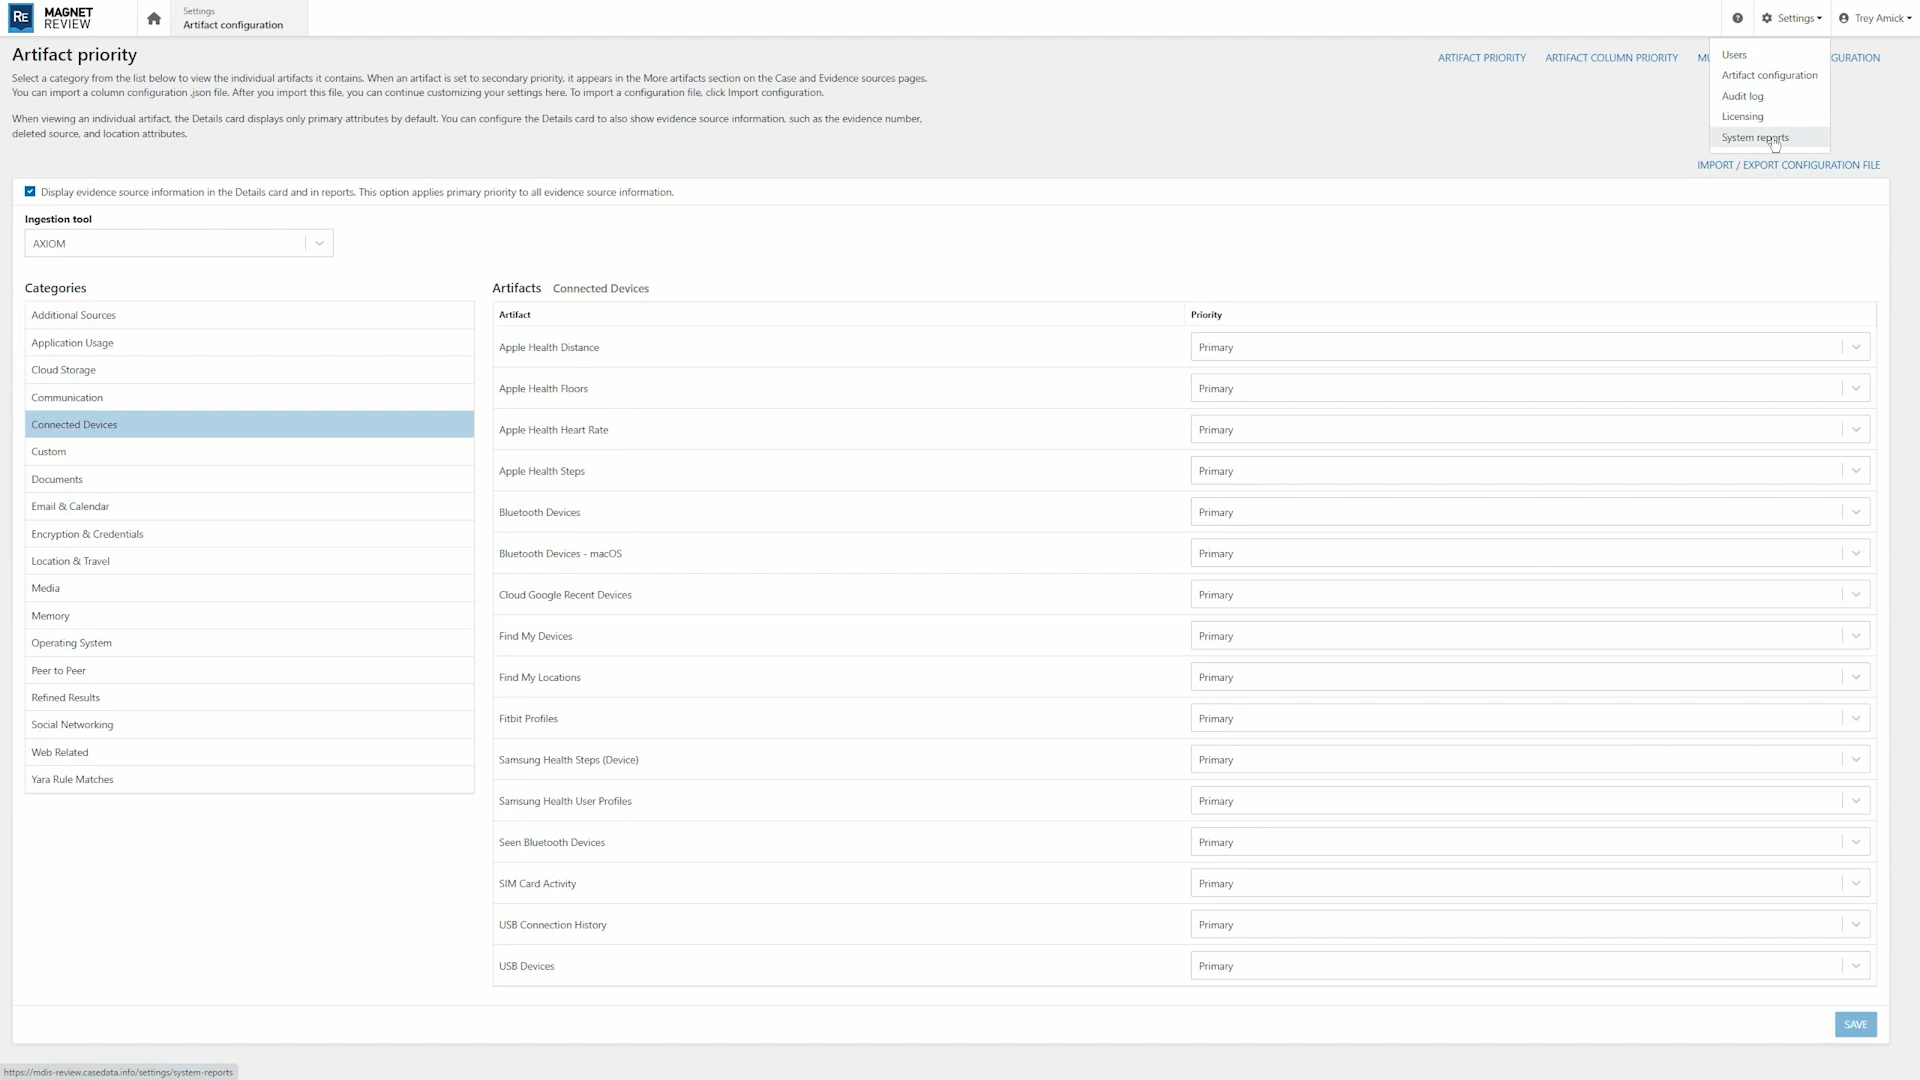 RE MAGNET REVIEW
Settings
Artifact configuration
Settings
Trey Amick
Artifact priority
ARTIFACT PRIORITY
ARTIFACT COLUMN PRIORITY
GURATION
Users
Artifact configuration
Audit log
Licensing
System reports
Select a category from the list below to view the individual artifacts it contains. When an artifact is set to secondary priority, it appears in the More artifacts section on the Case and Evidence sources pages.
You can import a column configuration .json file. After you import this file, you can continue customizing your settings here. To import a configuration file, click Import configuration.
When viewing an individual artifact, the Details card displays only primary attributes by default. You can configure the Details card to also show evidence source information, such as the evidence number,
deleted source, and location attributes.
IMPORT / EXPORT CONFIGURATION FILE
Display evidence source information in the Details card and in reports. This option applies primary priority to all evidence source information.
Ingestion tool
AXIOM
Categories
Additional Sources
Application Usage
Cloud Storage
Communication
Connected Devices
Custom
Documents
Email & Calendar
Encryption & Credentials
Location & Travel
Media
Memory
Operating System
Peer to Peer
Refined Results
Social Networking
Web Related
Yara Rule Matches
Artifacts Connected Devices
Artifact Priority
Apple Health Distance Primary
Apple Health Floors Primary
Apple Health Heart Rate Primary
Apple Health Steps Primary
Bluetooth Devices Primary
Bluetooth Devices - macOS Primary
Cloud Google Recent Devices Primary
Find My Devices Primary
Find My Locations Primary
Fitbit Profiles Primary
Samsung Health Steps (Device) Primary
Samsung Health User Profiles Primary
Seen Bluetooth Devices Primary
SIM Card Activity Primary
USB Connection History Primary
USB Devices Primary
SAVE
https://mdis-review.casedata.info/settings/system-reports